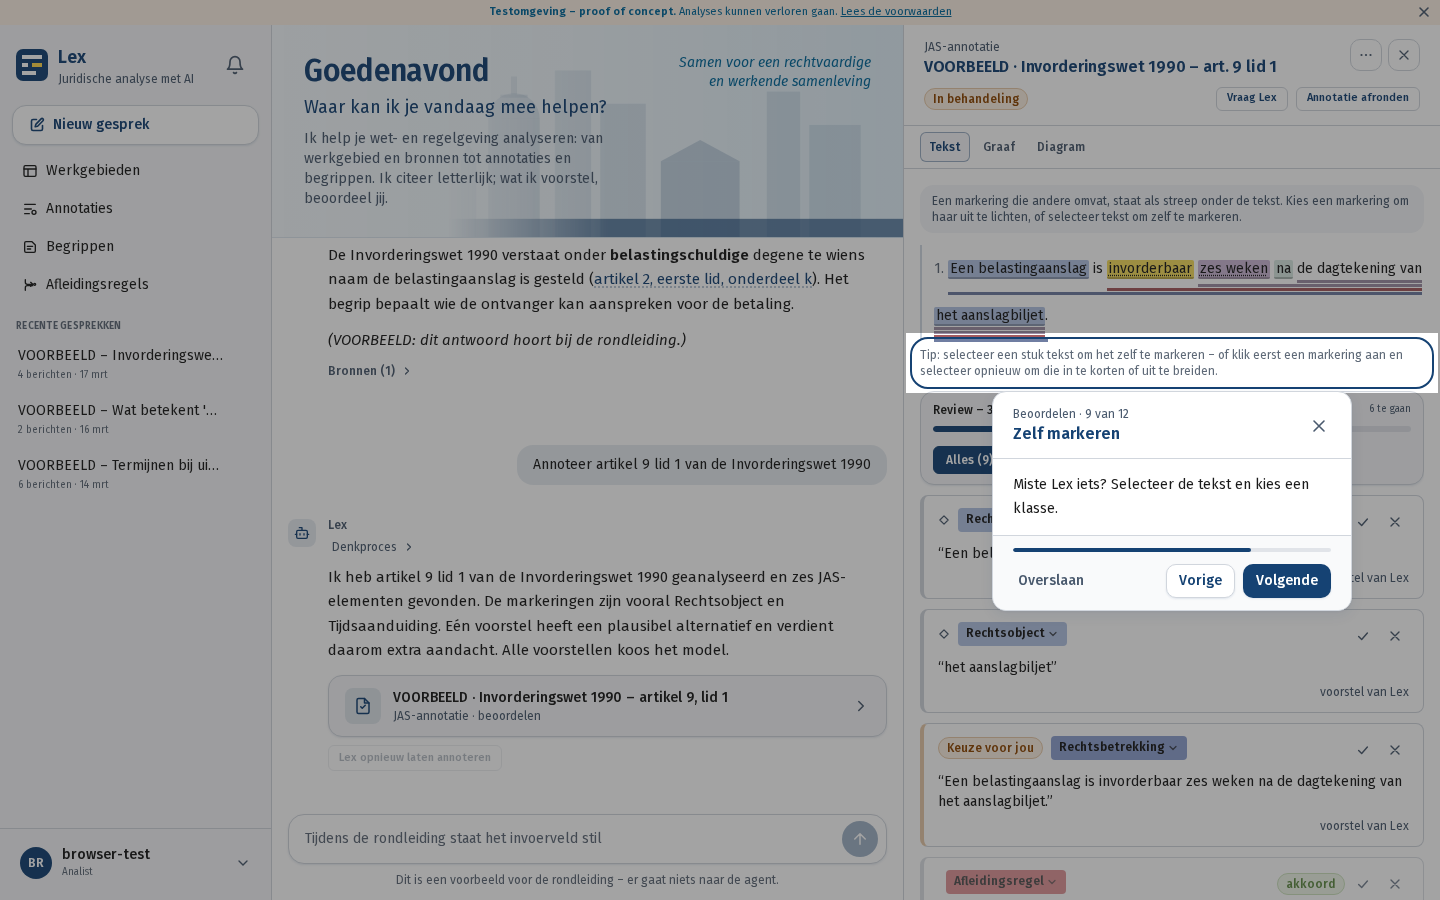 Testomgeving – proof of concept. Analyses kunnen verloren gaan. Lees de voorwaarden
Lex
Juridische analyse met AI
Nieuw gesprek
Werkgebieden
Annotaties
Begrippen
Afleidingsregels
RECENTE GESPREKKEN
VOORBEELD – Invorderingswe…
4 berichten · 17 mrt
VOORBEELD – Wat betekent '…
2 berichten · 16 mrt
VOORBEELD – Termijnen bij ui…
6 berichten · 14 mrt
BR
browser-test
Analist
Goedenavond
Waar kan ik je vandaag mee helpen?
Ik help je wet- en regelgeving analyseren: van
werkgebied en bronnen tot annotaties en
begrippen. Ik citeer letterlijk; wat ik voorstel,
beoordeel jij.
Samen voor een rechtvaardige
en werkende samenleving
De Invorderingswet 1990 verstaat onder belastingschuldige degene te wiens
naam de belastingaanslag is gesteld (artikel 2, eerste lid, onderdeel k). Het
begrip bepaalt wie de ontvanger kan aanspreken voor de betaling.
(VOORBEELD: dit antwoord hoort bij de rondleiding.)
Bronnen (1)
Annoteer artikel 9 lid 1 van de Invorderingswet 1990
Lex
Denkproces
Ik heb artikel 9 lid 1 van de Invorderingswet 1990 geanalyseerd en zes JAS-
elementen gevonden. De markeringen zijn vooral Rechtsobject en
Tijdsaanduiding. Eén voorstel heeft een plausibel alternatief en verdient
daarom extra aandacht. Alle voorstellen koos het model.
VOORBEELD · Invorderingswet 1990 – artikel 9, lid 1
JAS-annotatie · beoordelen
Lex opnieuw laten annoteren
Tijdens de rondleiding staat het invoerveld stil
Dit is een voorbeeld voor de rondleiding – er gaat niets naar de agent.
JAS-annotatie
VOORBEELD · Invorderingswet 1990 – art. 9 lid 1
In behandeling
Vraag Lex
Annotatie afronden
Tekst
Graaf
Diagram
Een markering die andere omvat, staat als streep onder de tekst. Kies een markering om
haar uit te lichten, of selecteer tekst om zelf te markeren.
1. Een belastingaanslag is invorderbaar zes weken na de dagtekening van
het aanslagbiljet.
Tip: selecteer een stuk tekst om het zelf te markeren – of klik eerst een markering aan en
selecteer opnieuw om die in te korten of uit te breiden.
Review – 3
6 te gaan
Alles (9)
Beoordelen · 9 van 12
Zelf markeren
Miste Lex iets? Selecteer de tekst en kies een
klasse.
Overslaan
Vorige
Volgende
Rech
“Een bel
tel van Lex
Rechtsobject
“het aanslagbiljet”
voorstel van Lex
Keuze voor jou
Rechtsbetrekking
“Een belastingaanslag is invorderbaar zes weken na de dagtekening van
het aanslagbiljet.”
voorstel van Lex
Afleidingsregel
akkoord